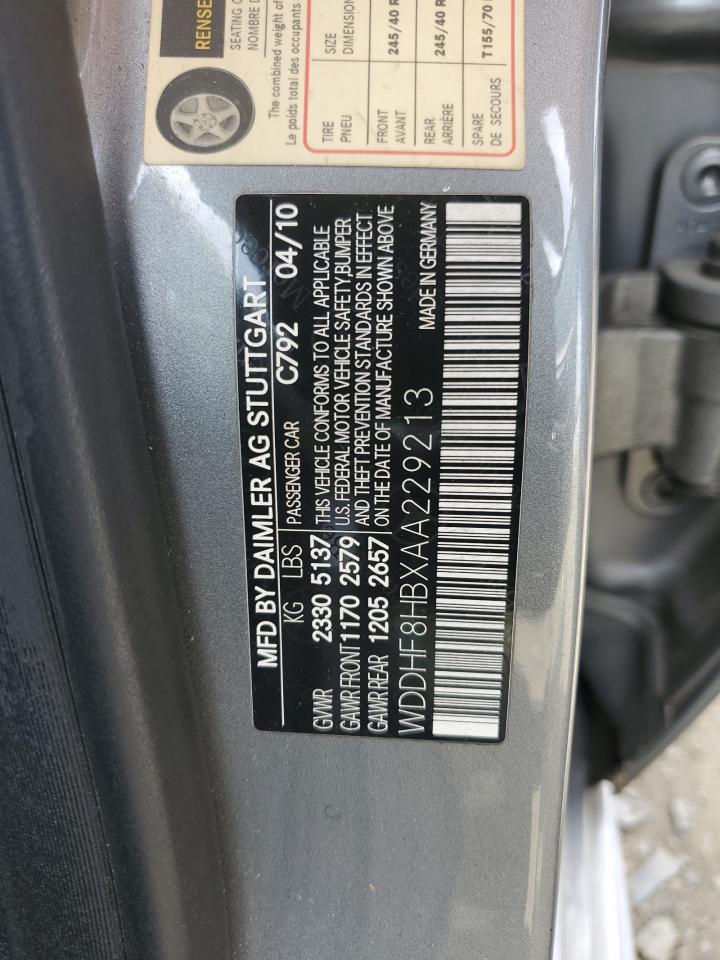 RENSE
SEATING
NOMBRE D
The combined weight of
Le poids total des occupants
TIRE
PNEU
SIZE
DIMENSION
FRONT
AVANT
245/40 R
REAR
ARRIÈRE
245/40 R
SPARE
DE SECOURS
T155/70
MFD BY DAIMLER AG STUTTGART
KG LBS PASSENGER CAR C792 04/10
GVWR 2330 5137
GAWR FRONT 1170 2579
GAWR REAR 1205 2657
THIS VEHICLE CONFORMS TO ALL APPLICABLE
U.S. FEDERAL MOTOR VEHICLE SAFETY,BUMPER
AND THEFT PREVENTION STANDARDS IN EFFECT
ON THE DATE OF MANUFACTURE SHOWN ABOVE
WDDHF8HBXAA229213 MADE IN GERMANY